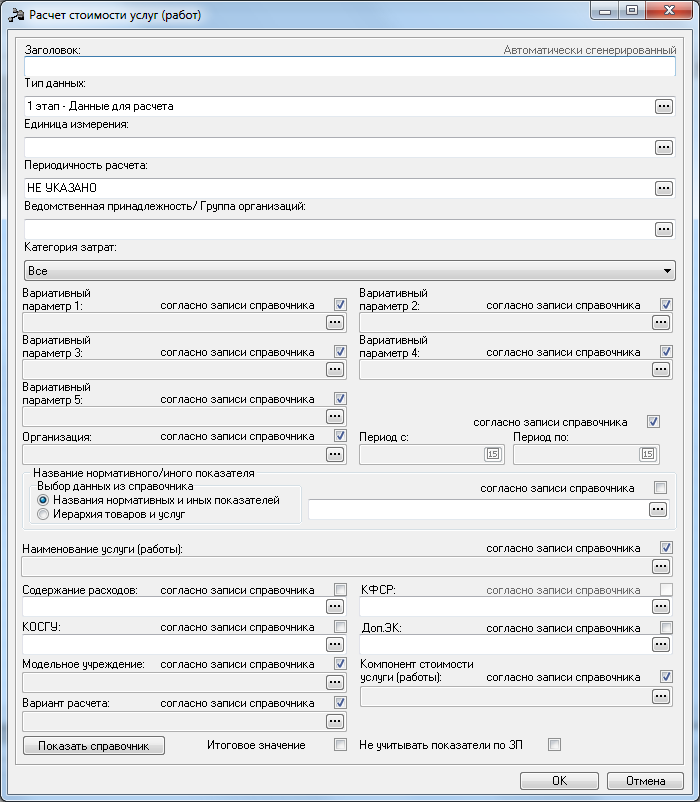 Расчет стоимости услуг (работ)
Заголовок: Автоматически сгенерированный
Тип данных:
1 этап - Данные для расчета
Единица измерения:
Периодичность расчета:
НЕ УКАЗАНО
Ведомственная принадлежность/ Группа организаций:
Категория затрат:
Все
Вариативный параметр 1: согласно записи справочника
Вариативный параметр 2: согласно записи справочника
Вариативный параметр 3: согласно записи справочника
Вариативный параметр 4: согласно записи справочника
Вариативный параметр 5: согласно записи справочника
согласно записи справочника
Организация: согласно записи справочника
Период с: Период по:
15 15
Название нормативного/иного показателя
Выбор данных из справочника
согласно записи справочника
Названия нормативных и иных показателей
Иерархия товаров и услуг
Наименование услуги (работы): согласно записи справочника
Содержание расходов: согласно записи справочника
КФСР: согласно записи справочника
КОСГУ: согласно записи справочника
Доп.ЭК: согласно записи справочника
Модельное учреждение: согласно записи справочника
Компонент стоимости услуги (работы): согласно записи справочника
Вариант расчета: согласно записи справочника
Показать справочник
Итоговое значение
Не учитывать показатели по ЗП
OK
Отмена